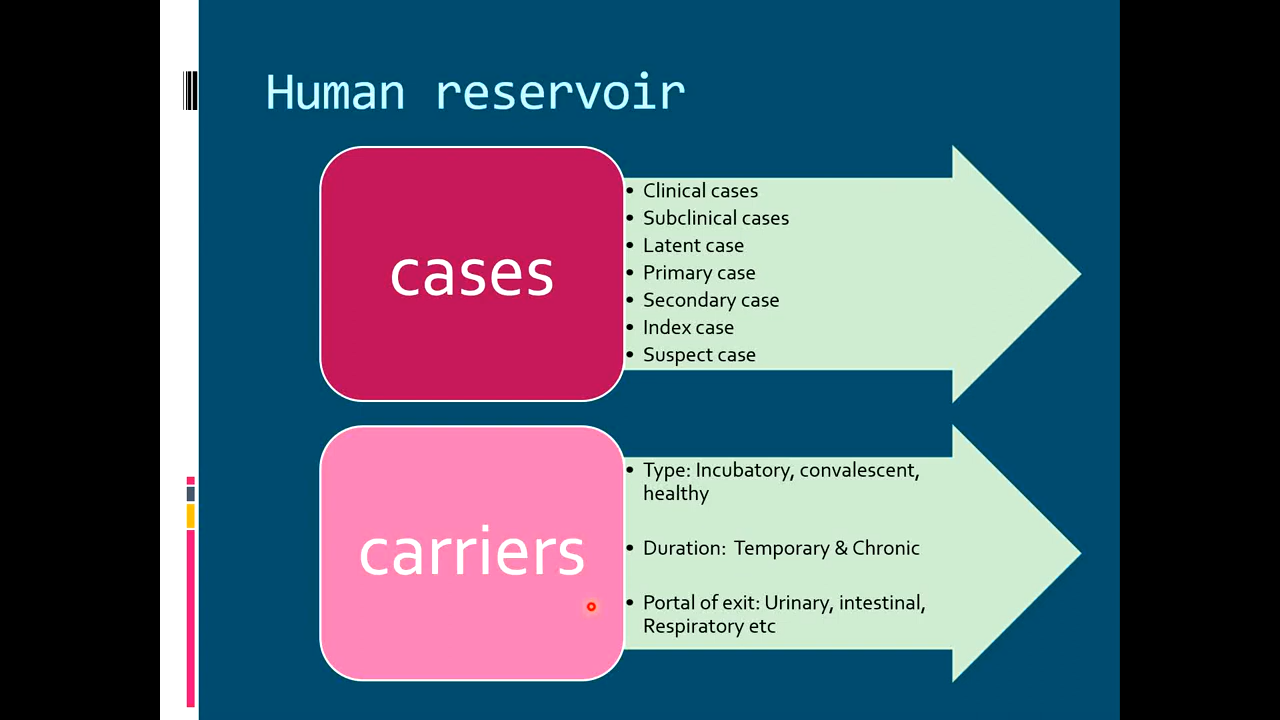 Human reservoir
cases
• Clinical cases
• Subclinical cases
• Latent case
• Primary case
• Secondary case
• Index case
• Suspect case
carriers
• Type: Incubatory, convalescent,
healthy
• Duration:  Temporary & Chronic
• Portal of exit: Urinary, intestinal,
Respiratory etc